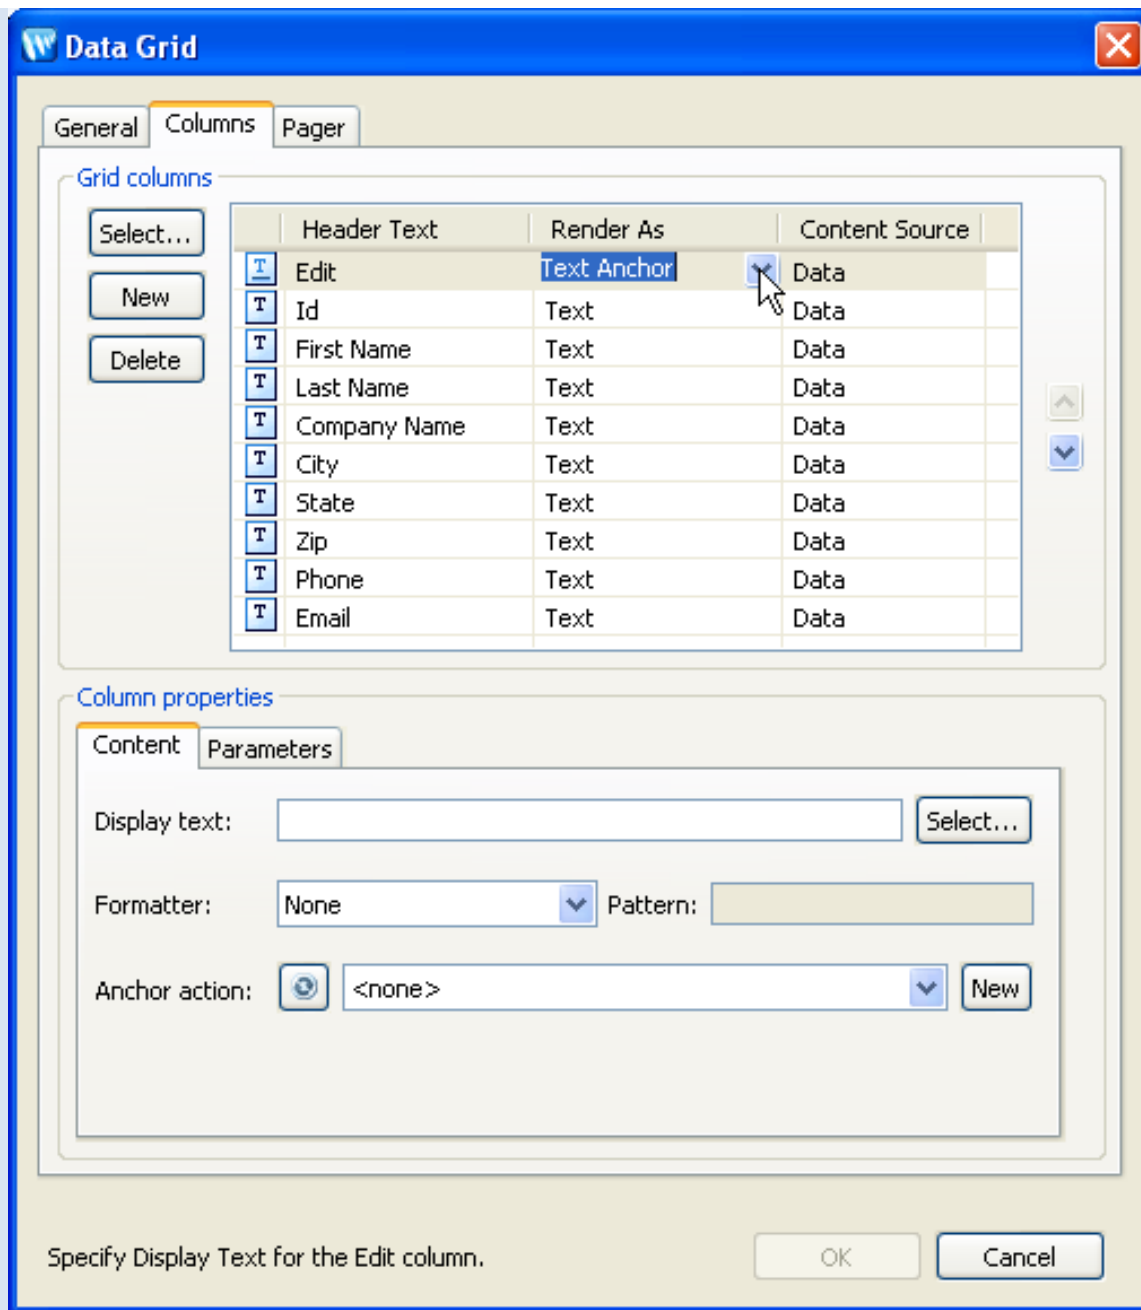 Data Grid
General Columns Pager
Grid columns
Select...
New
Delete
Header Text Render As Content Source
T Edit Text Anchor Data
T Id Text Data
T First Name Text Data
T Last Name Text Data
T Company Name Text Data
T City Text Data
T State Text Data
T Zip Text Data
T Phone Text Data
T Email Text Data
Column properties
Content Parameters
Display text: Select...
Formatter: None Pattern:
Anchor action: <none> New
Specify Display Text for the Edit column. OK Cancel